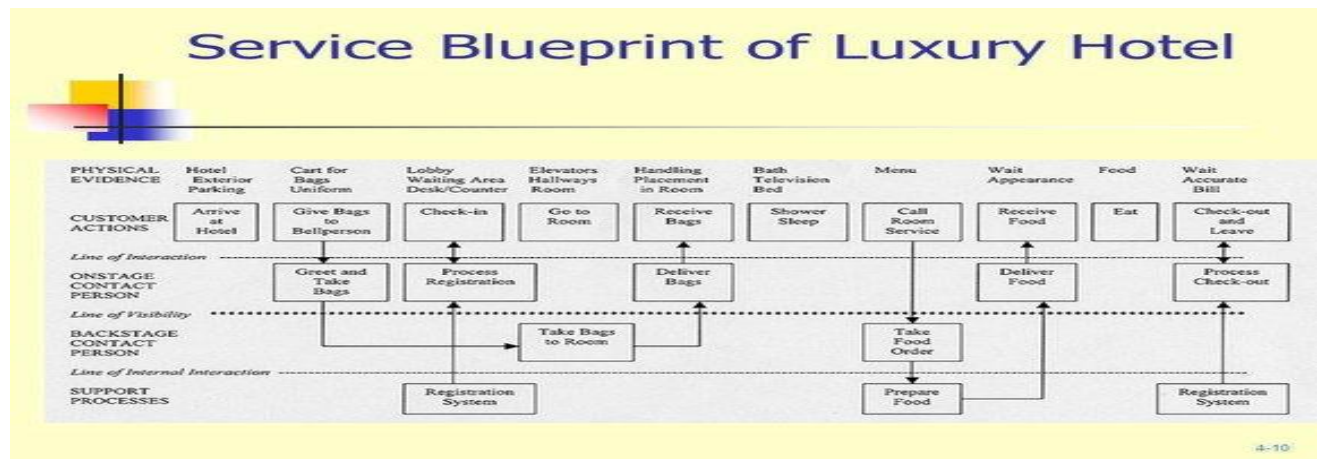 Service Blueprint of Luxury Hotel
PHYSICAL
EVIDENCE
Hotel
Exterior
Parking
Cart for
Bags
Uniform
Lobby
Waiting Area
Desk/Counter
Elevators
Hallways
Room
Handling
Placement
in Room
Bath
Television
Bed
Menu
Wait
Appearance
Food
Wait
Accurate
Bill
CUSTOMER
ACTIONS
Arrive
at
Hotel
Give Bags
to
Bellperson
Check-in
Go to
Room
Receive
Bags
Shower
Sleep
Call
Room
Service
Receive
Food
Eat
Check-out
and
Leave
Line of Interaction
ONSTAGE
CONTACT
PERSON
Greet and
Take
Bags
Process
Registration
Deliver
Bags
Deliver
Food
Process
Check-out
Line of Visibility
BACKSTAGE
CONTACT
PERSON
Take Bags
to Room
Take
Food
Order
Line of Internal Interaction
SUPPORT
PROCESSES
Registration
System
Prepare
Food
Registration
System
4-10